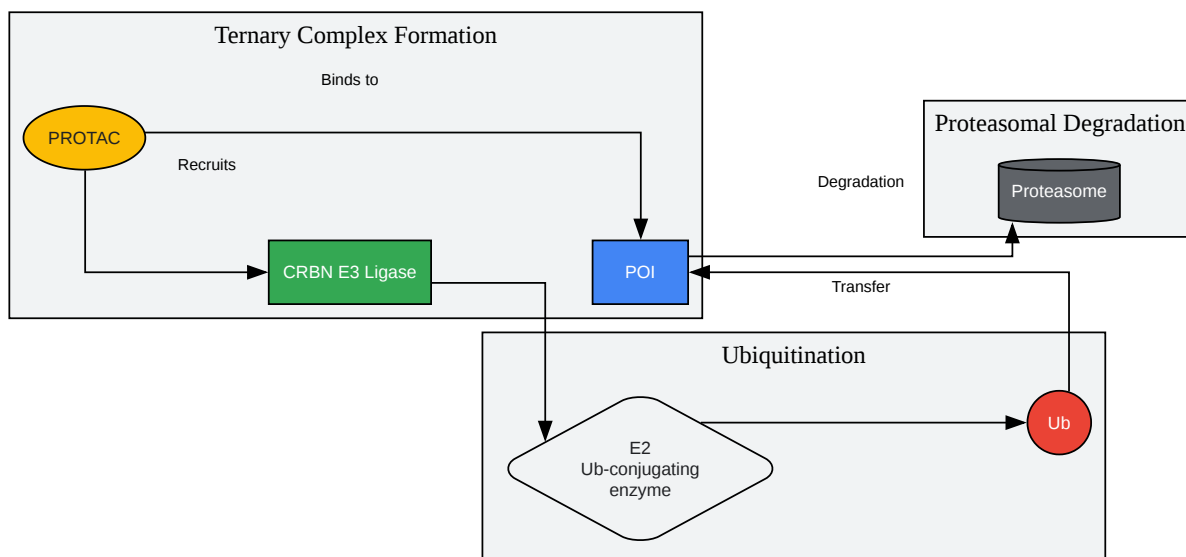 Ternary Complex Formation
Binds to
PROTAC
Recruits
CRBN E3 Ligase
POI
Proteasomal Degradation
Proteasome
Degradation
Transfer
Ubiquitination
E2
Ub-conjugating
enzyme
Ub